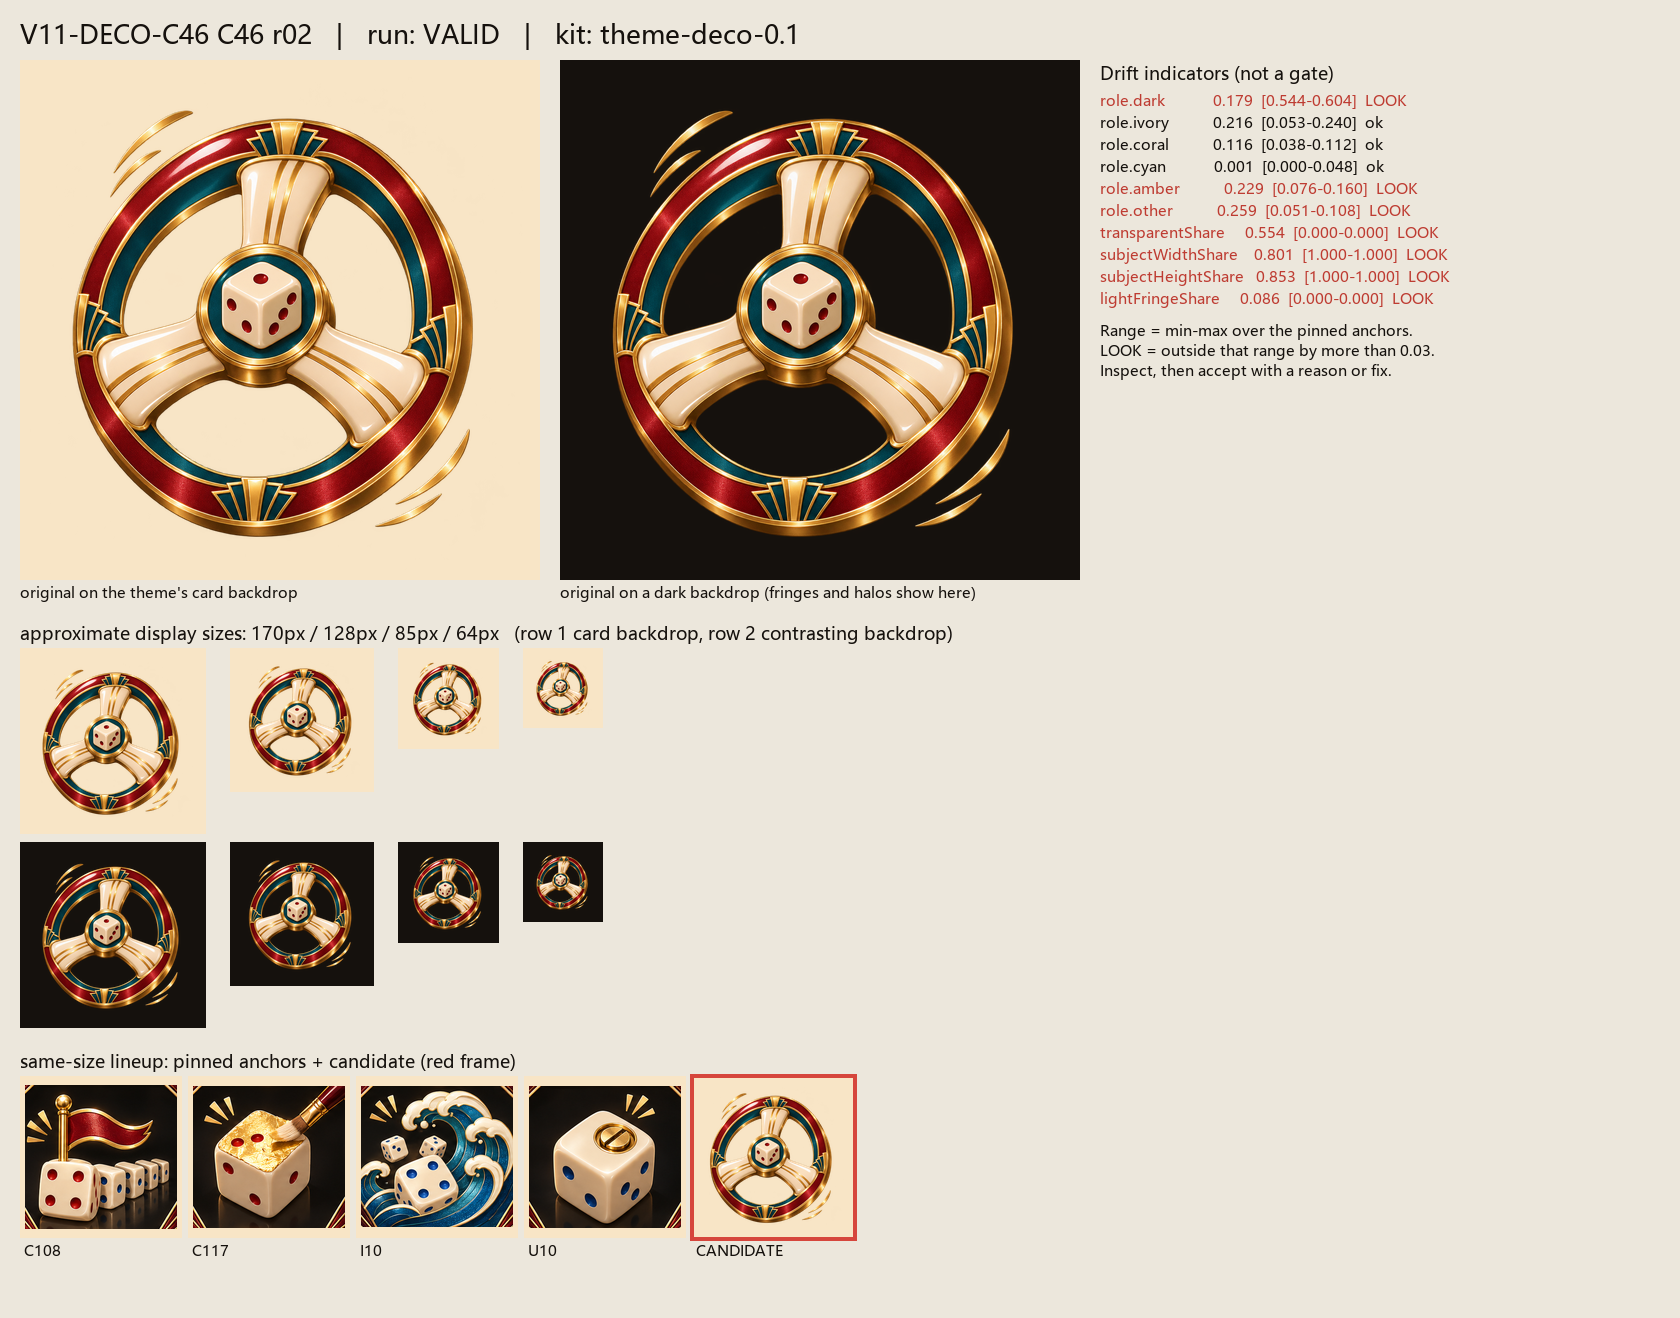 V11-DECO-C46 C46 r02 | run: VALID | kit: theme-deco-0.1
Drift indicators (not a gate)
role.dark 0.179 [0.544-0.604] LOOK
role.ivory 0.216 [0.053-0.240] ok
role.coral 0.116 [0.038-0.112] ok
role.cyan 0.001 [0.000-0.048] ok
role.amber 0.229 [0.076-0.160] LOOK
role.other 0.259 [0.051-0.108] LOOK
transparentShare 0.554 [0.000-0.000] LOOK
subjectWidthShare 0.801 [1.000-1.000] LOOK
subjectHeightShare 0.853 [1.000-1.000] LOOK
lightFringeShare 0.086 [0.000-0.000] LOOK
Range = min-max over the pinned anchors.
LOOK = outside that range by more than 0.03.
Inspect, then accept with a reason or fix.
original on the theme's card backdrop
original on a dark backdrop (fringes and halos show here)
approximate display sizes: 170px / 128px / 85px / 64px (row 1 card backdrop, row 2 contrasting backdrop)
same-size lineup: pinned anchors + candidate (red frame)
C108
C117
I10
U10
CANDIDATE